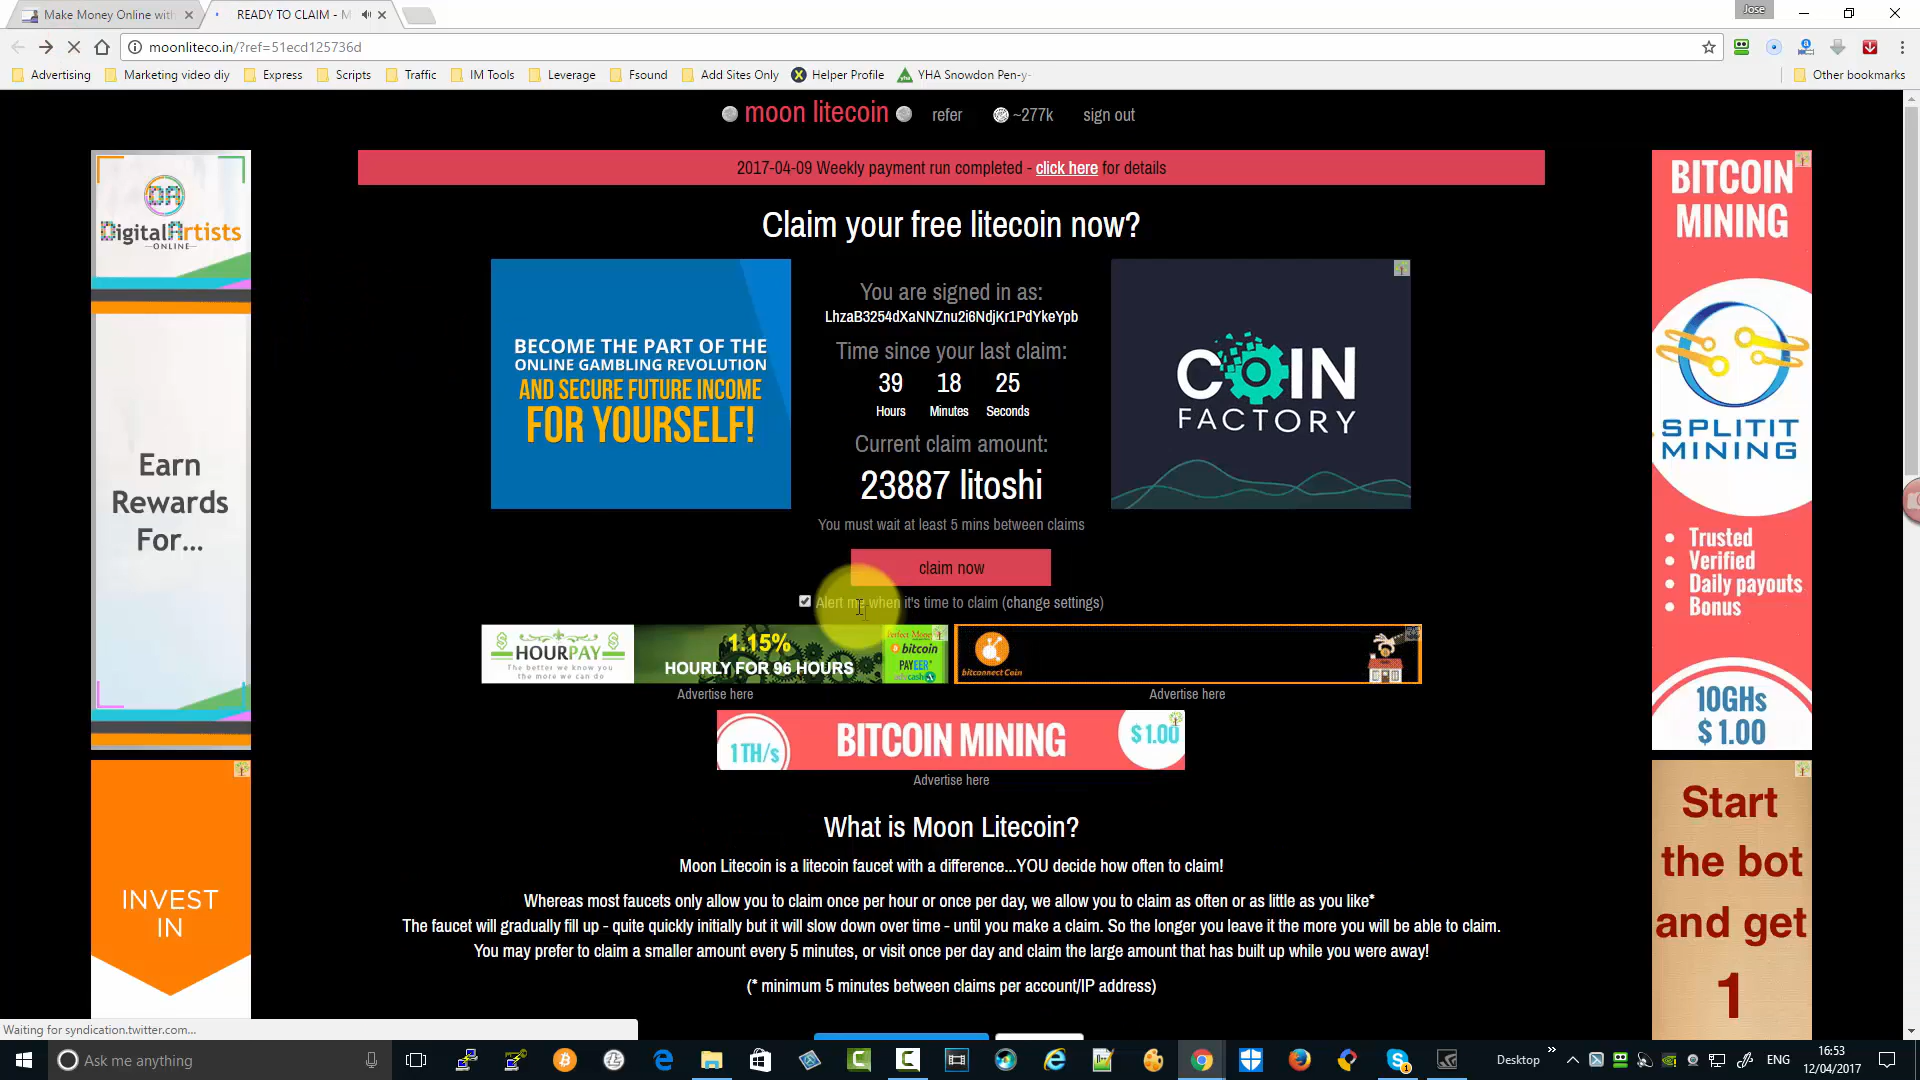 Make Money Online with
READY TO CLAIM - M
Jose
moonliteco.in/?ref=51ecd125736d
Advertising
Marketing video diy
Express
Scripts
Traffic
IM Tools
Leverage
Fsound
Add Sites Only
Helper Profile
YHA Snowdon Pen-y-
Other bookmarks
moon litecoin
refer
~277k
sign out
2017-04-09 Weekly payment run completed - click here for details
Claim your free litecoin now?
DigitalArtists
ONLINE
Earn
Rewards
For...
INVEST
IN
BECOME THE PART OF THE
ONLINE GAMBLING REVOLUTION
AND SECURE FUTURE INCOME
FOR YOURSELF!
You are signed in as:
LhzaB3254dXaNNZnu2i6NdjKr1PdYkeYpb
Time since your last claim:
39 18 25
Hours Minutes Seconds
Current claim amount:
23887 litoshi
You must wait at least 5 mins between claims
claim now
Alert me when it's time to claim (change settings)
COIN
FACTORY
BITCOIN
MINING
SPLITIT
MINING
Trusted
Verified
Daily payouts
Bonus
10GHs
$ 1.00
Start
the bot
and get
1
HOURPAY
The better we know you
the more we can do
1.15%
HOURLY FOR 96 HOURS
Perfect Money
bitcoin
PAYEER
advcash
bitconnect Coin
Advertise here
Advertise here
1TH/s
BITCOIN MINING
$ 1.00
Advertise here
What is Moon Litecoin?
Moon Litecoin is a litecoin faucet with a difference...YOU decide how often to claim!
Whereas most faucets only allow you to claim once per hour or once per day, we allow you to claim as often or as little as you like*
The faucet will gradually fill up - quite quickly initially but it will slow down over time - until you make a claim. So the longer you leave it the more you will be able to claim.
You may prefer to claim a smaller amount every 5 minutes, or visit once per day and claim the large amount that has built up while you were away!
(* minimum 5 minutes between claims per account/IP address)
Waiting for syndication.twitter.com...
Ask me anything
Desktop
ENG
16:53
12/04/2017